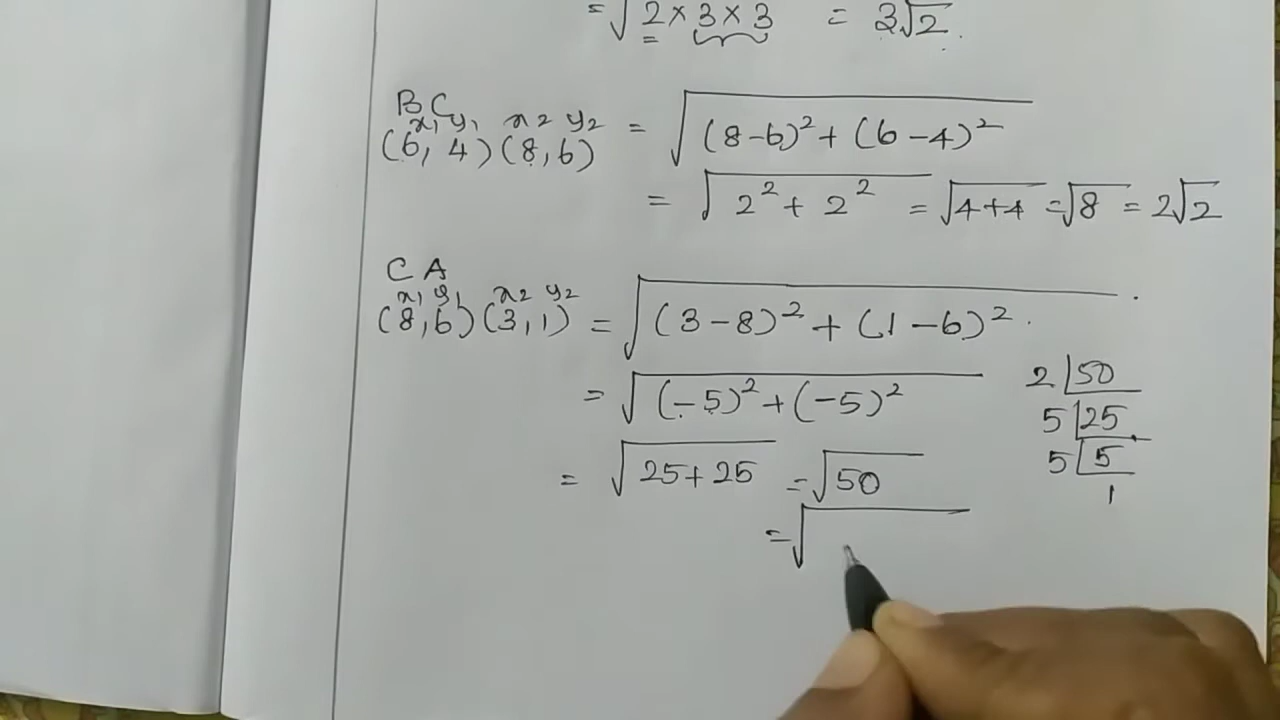 = √2 × 3 × 3 = 3√2.
B C
x₁ y₁ x₂ y₂
(6, 4) (8, 6) = √(8-6)² + (6-4)²
= √2² + 2² = √4+4 = √8 = 2√2
C A
x₁ y₁ x₂ y₂
(8, 6) (3, 1) = √(3-8)² + (1-6)².
= √(-5)² + (-5)²
= √25+25 = √50
= √
2 | 50
5 | 25
5 | 5
1